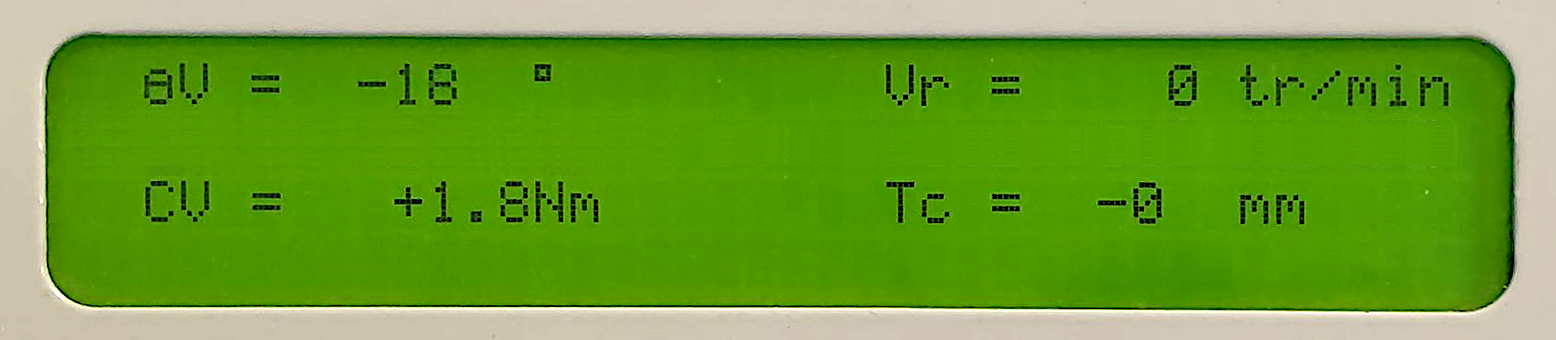 θV = -18 ° Vr = 0 tr/min
CV = +1.8Nm Tc = -0 mm